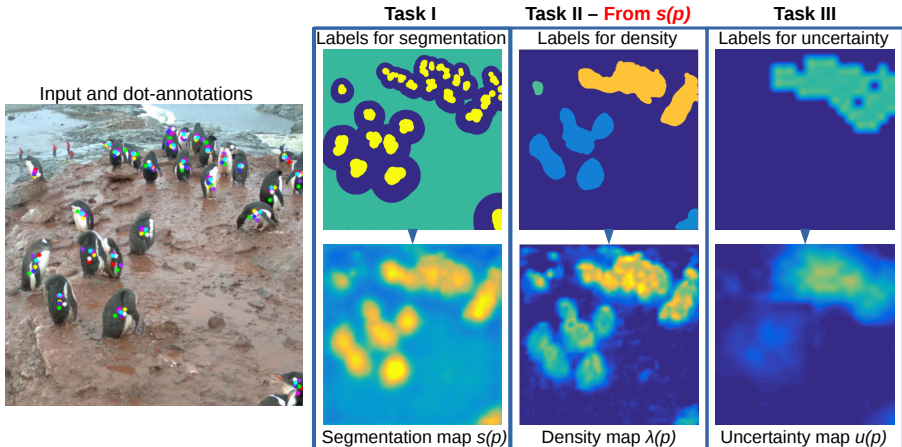 Task I
Task II – From s(p)
Task III
Labels for segmentation
Labels for density
Labels for uncertainty
Input and dot-annotations
Segmentation map s(p)
Density map λ(p)
Uncertainty map u(p)